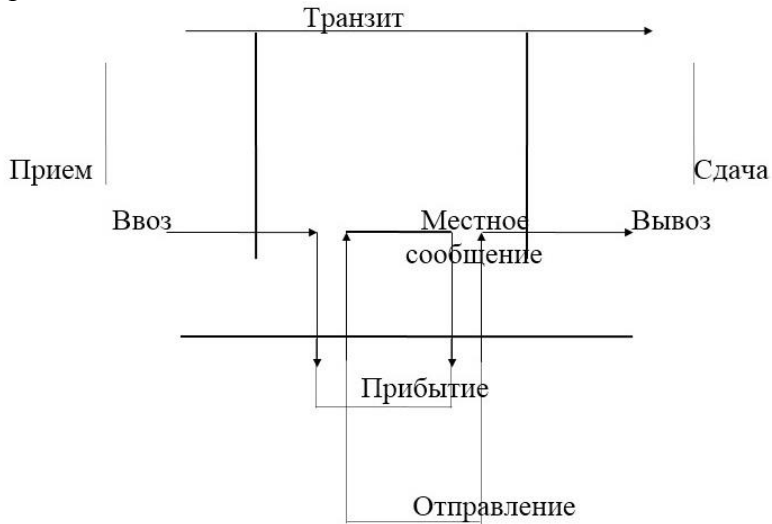 Транзит
Прием
Сдача
Ввоз
Местное
сообщение
Вывоз
Прибытие
Отправление